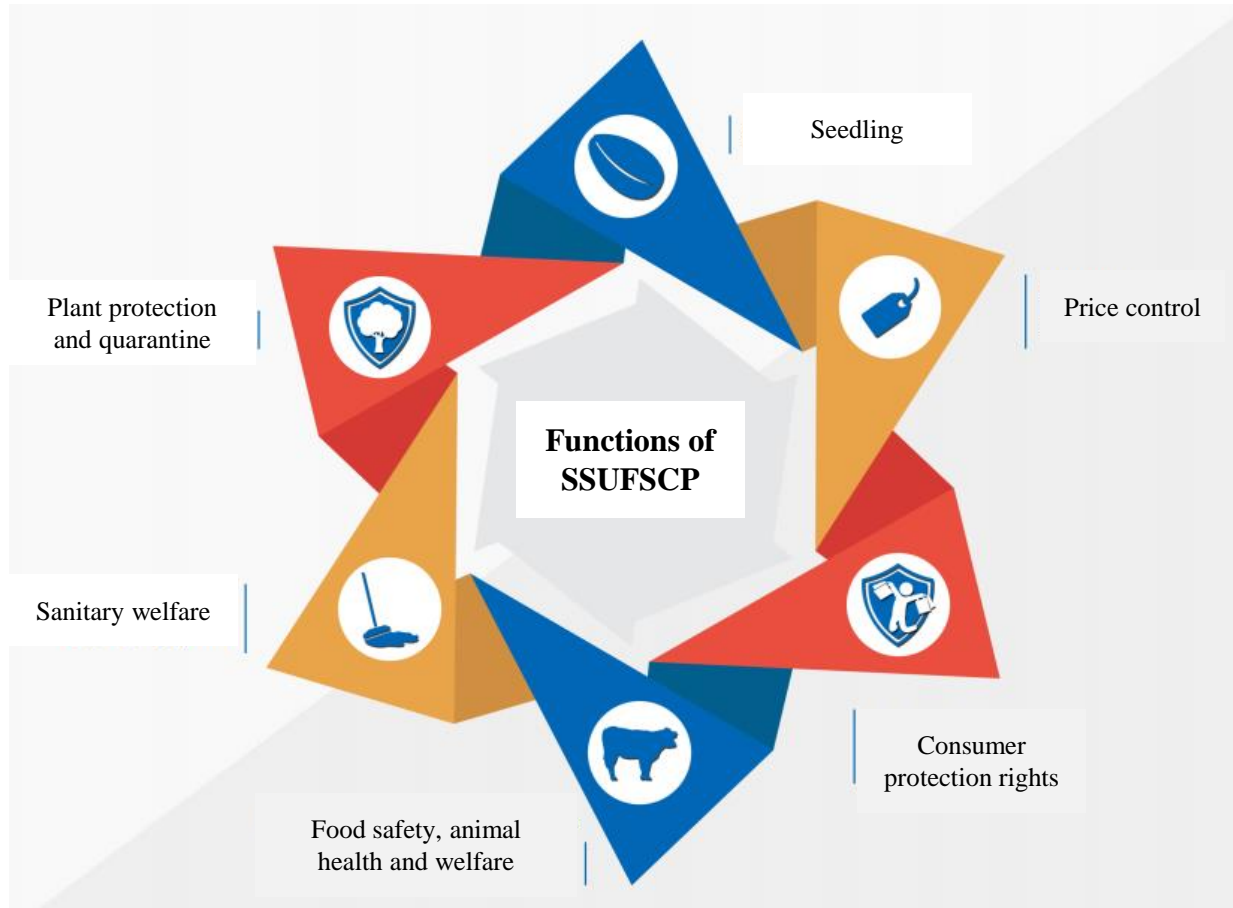 Seedling
Price control
Plant protection
and quarantine
Functions of
SSUFSCP
Sanitary welfare
Consumer
protection rights
Food safety, animal
health and welfare